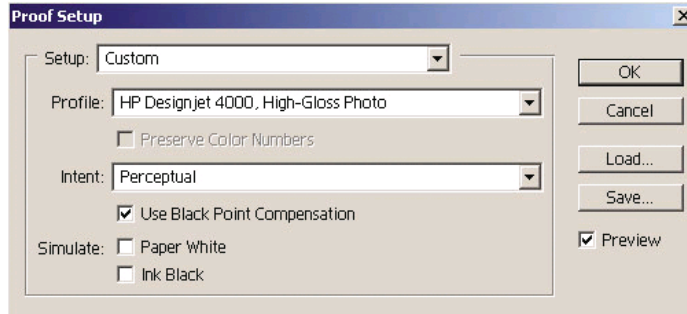 Proof Setup
Setup: Custom
OK
Profile: HP Designjet 4000, High-Gloss Photo
Cancel
Preserve Color Numbers
Load...
Intent: Perceptual
Save...
Use Black Point Compensation
Preview
Simulate: Paper White
Ink Black